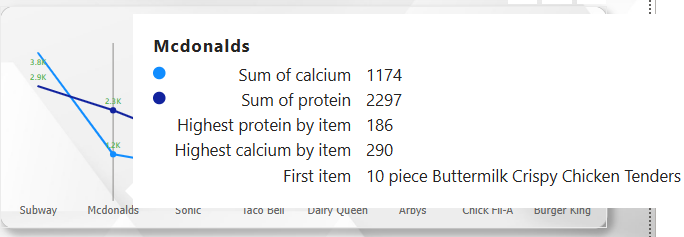 Mcdonalds
Sum of calcium 1174
Sum of protein 2297
Highest protein by item 186
Highest calcium by item 290
First item 10 piece Buttermilk Crispy Chicken Tenders
3.8K
2.9K
2.3K
.2K
Subway Mcdonalds Sonic Taco Bell Dairy Queen Arbys Chick Fil-A Burger King